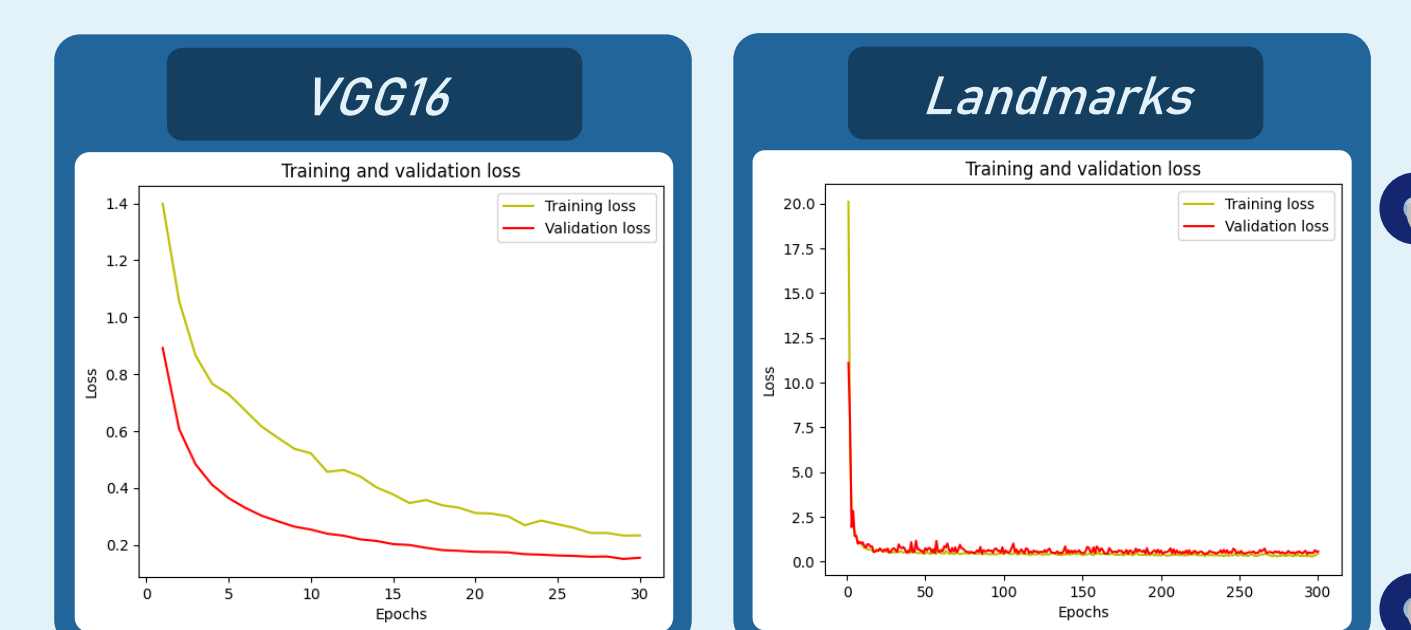 VGG16
Training and validation loss
Training loss
Validation loss
1.4
1.2
1.0
0.8
0.6
0.4
0.2
Loss
0 5 10 15 20 25 30
Epochs
Landmarks
Training and validation loss
Training loss
Validation loss
20.0
17.5
15.0
12.5
10.0
7.5
5.0
2.5
0.0
Loss
0 50 100 150 200 250 300
Epochs